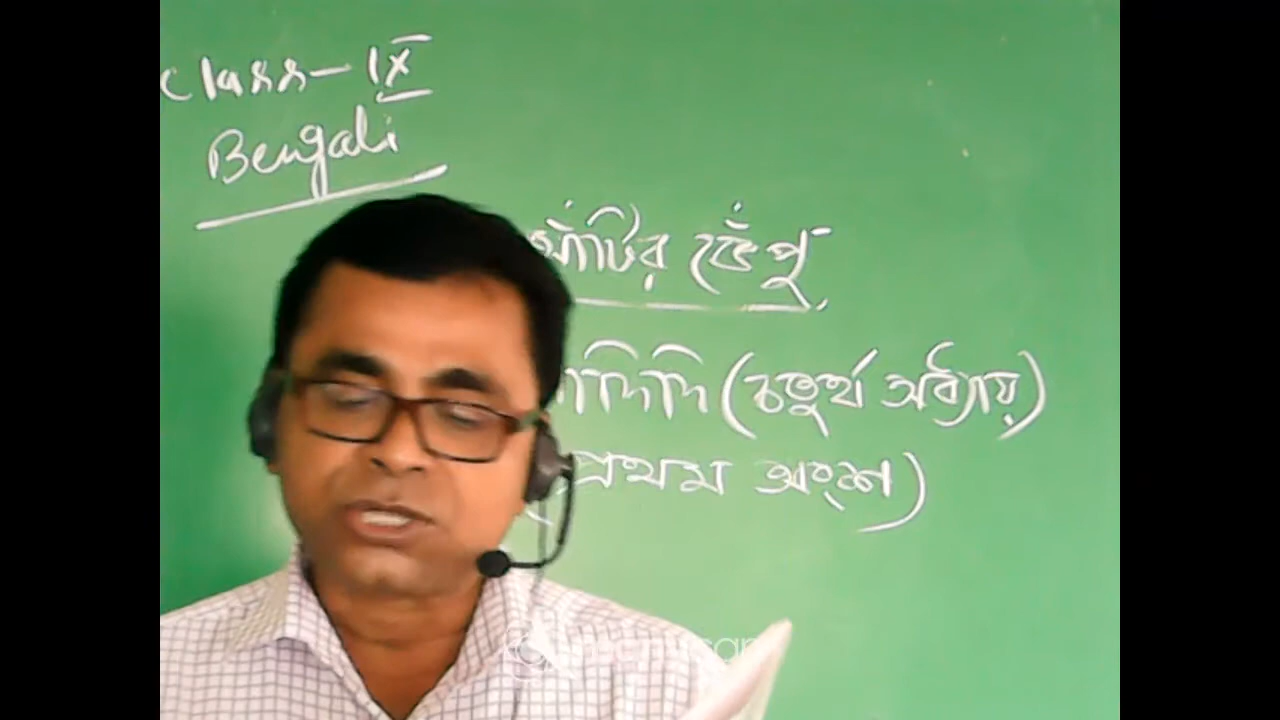 Class-IX
Bengali
আঁটির ভেঁপু
দিদি (চতুর্থ অধ্যায়)
প্রথম অংশ)